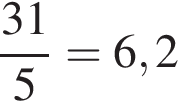 31/5 = 6,2